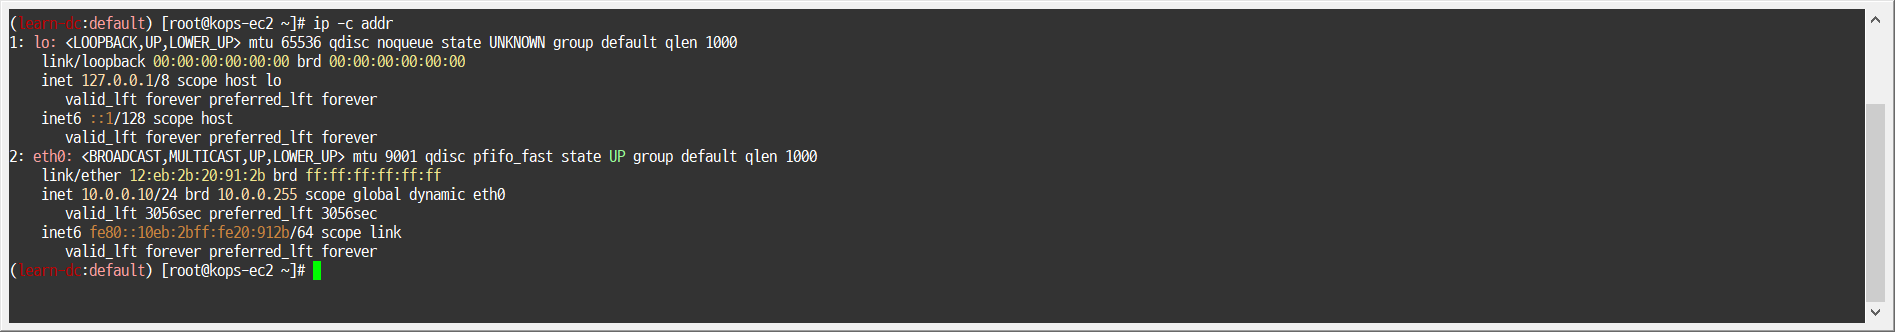 (learn-dc:default) [root@kops-ec2 ~]# ip -c addr
1: lo: <LOOPBACK,UP,LOWER_UP> mtu 65536 qdisc noqueue state UNKNOWN group default qlen 1000
    link/loopback 00:00:00:00:00:00 brd 00:00:00:00:00:00
    inet 127.0.0.1/8 scope host lo
       valid_lft forever preferred_lft forever
    inet6 ::1/128 scope host
       valid_lft forever preferred_lft forever
2: eth0: <BROADCAST,MULTICAST,UP,LOWER_UP> mtu 9001 qdisc pfifo_fast state UP group default qlen 1000
    link/ether 12:eb:2b:20:91:2b brd ff:ff:ff:ff:ff:ff
    inet 10.0.0.10/24 brd 10.0.0.255 scope global dynamic eth0
       valid_lft 3056sec preferred_lft 3056sec
    inet6 fe80::10eb:2bff:fe20:912b/64 scope link
       valid_lft forever preferred_lft forever
(learn-dc:default) [root@kops-ec2 ~]#